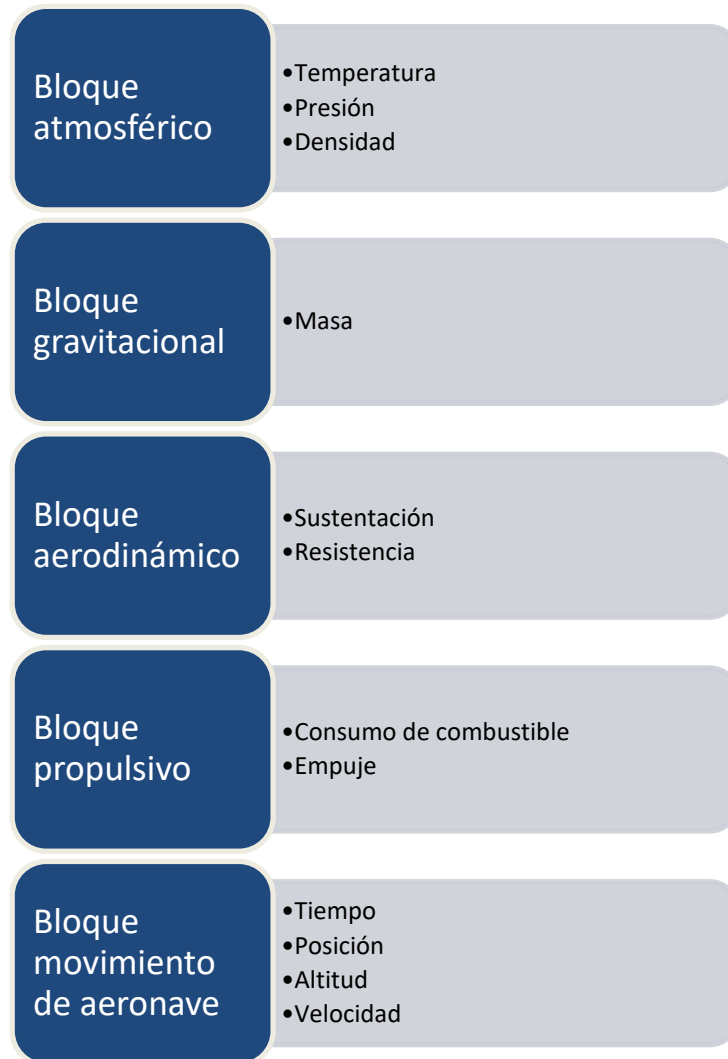 Bloque
atmosférico
•Temperatura
•Presión
•Densidad
Bloque
gravitacional
•Masa
Bloque
aerodinámico
•Sustentación
•Resistencia
Bloque
propulsivo
•Consumo de combustible
•Empuje
Bloque
movimiento
de aeronave
•Tiempo
•Posición
•Altitud
•Velocidad